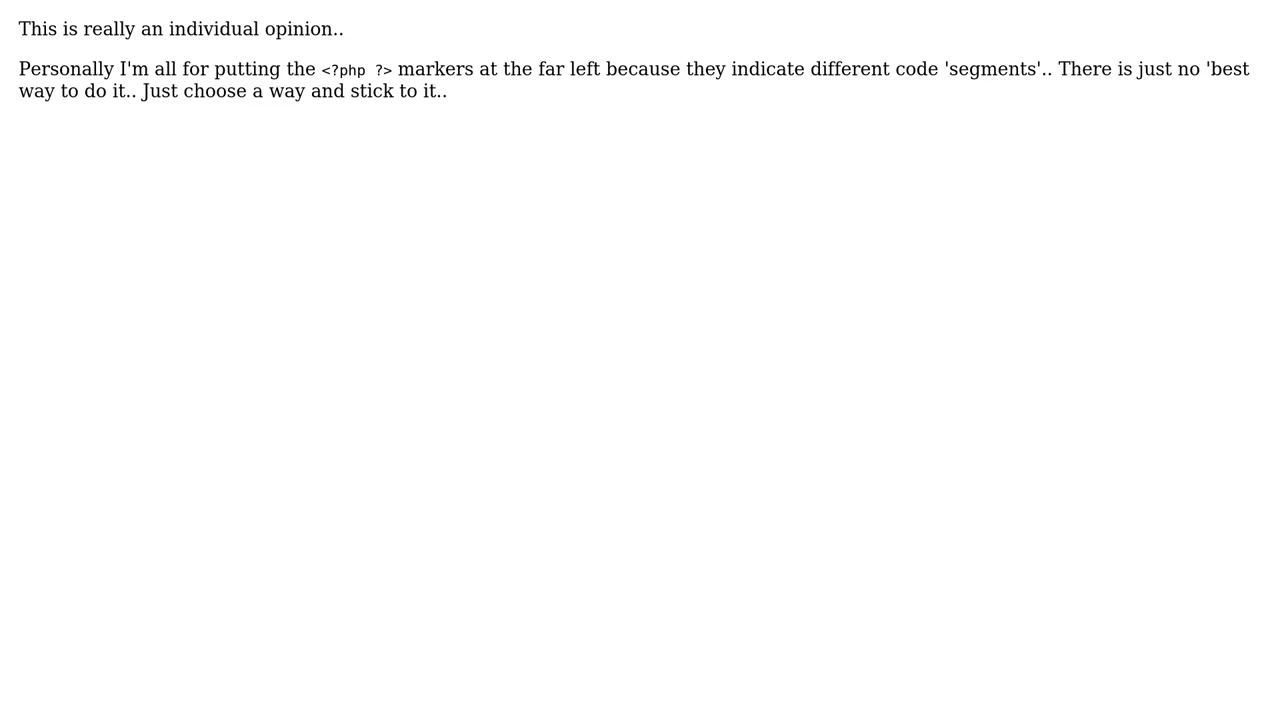 This is really an individual opinion..
Personally I'm all for putting the <?php ?> markers at the far left because they indicate different code 'segments'.. There is just no 'best
way to do it.. Just choose a way and stick to it..